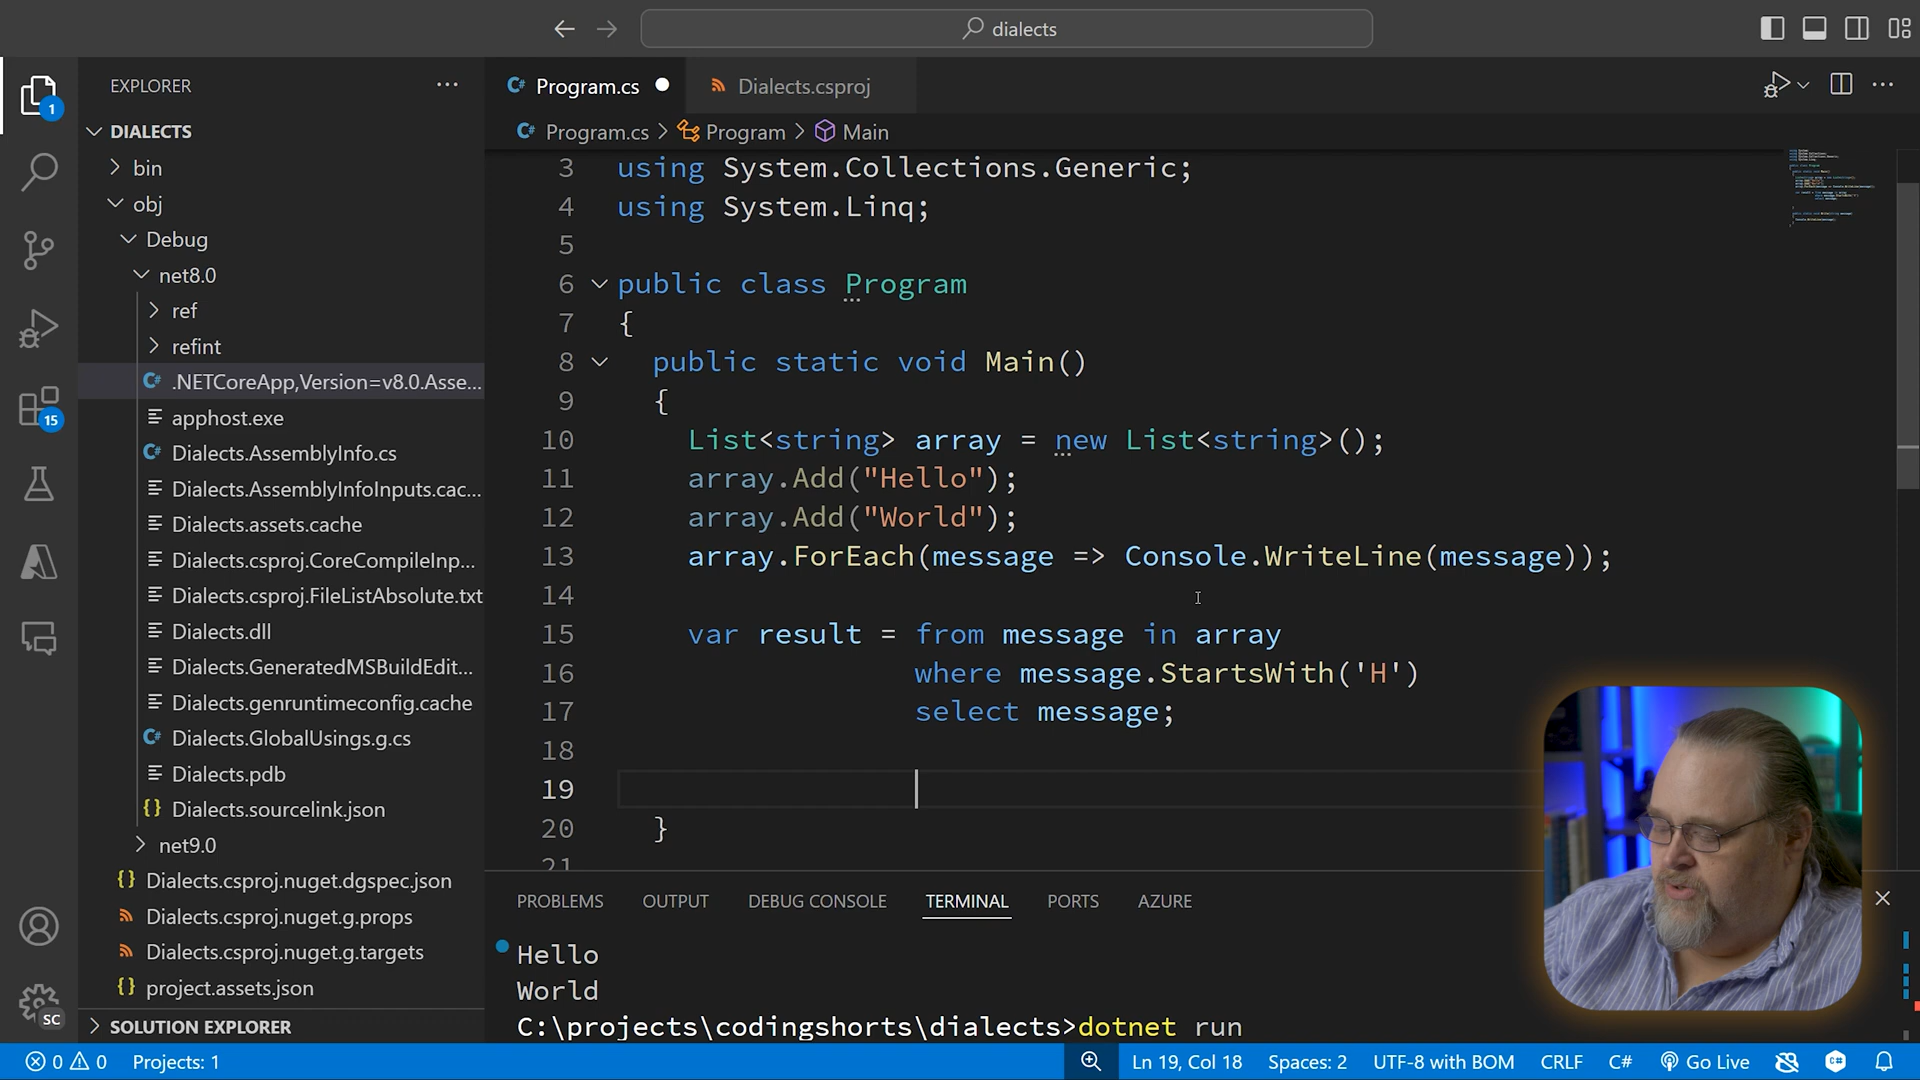 dialects
EXPLORER
DIALECTS
bin
obj
Debug
net8.0
ref
refint
.NETCoreApp,Version=v8.0.Asse...
apphost.exe
Dialects.AssemblyInfo.cs
Dialects.AssemblyInfoInputs.cac...
Dialects.assets.cache
Dialects.csproj.CoreCompileInp...
Dialects.csproj.FileListAbsolute.txt
Dialects.dll
Dialects.GeneratedMSBuildEdit...
Dialects.genruntimeconfig.cache
Dialects.GlobalUsings.g.cs
Dialects.pdb
Dialects.sourcelink.json
net9.0
Dialects.csproj.nuget.dgspec.json
Dialects.csproj.nuget.g.props
Dialects.csproj.nuget.g.targets
project.assets.json
SOLUTION EXPLORER
1
15
SC
Program.cs
Dialects.csproj
Program.cs > Program > Main
3 using System.Collections.Generic;
4 using System.Linq;
5
6 public class Program
7 {
8 public static void Main()
9 {
10 List<string> array = new List<string>();
11 array.Add("Hello");
12 array.Add("World");
13 array.ForEach(message => Console.WriteLine(message));
14
15 var result = from message in array
16 where message.StartsWith('H')
17 select message;
18
19
20 }
21
PROBLEMS OUTPUT DEBUG CONSOLE TERMINAL PORTS AZURE
Hello
World
C:\projects\codingshorts\dialects>dotnet run
0 0 Projects: 1 Ln 19, Col 18 Spaces: 2 UTF-8 with BOM CRLF C# Go Live